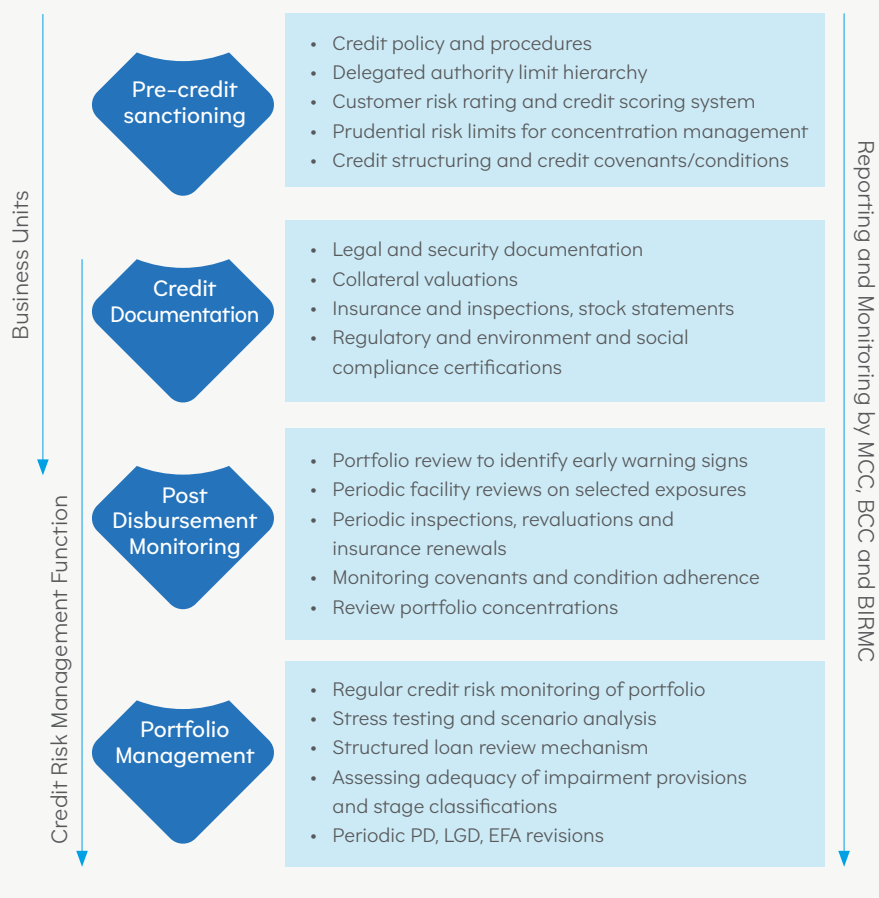 Business Units
Credit Risk Management Function
Pre-credit
sanctioning
• Credit policy and procedures
• Delegated authority limit hierarchy
• Customer risk rating and credit scoring system
• Prudential risk limits for concentration management
• Credit structuring and credit covenants/conditions
Credit
Documentation
• Legal and security documentation
• Collateral valuations
• Insurance and inspections, stock statements
• Regulatory and environment and social
compliance certifications
Post
Disbursement
Monitoring
• Portfolio review to identify early warning signs
• Periodic facility reviews on selected exposures
• Periodic inspections, revaluations and
insurance renewals
• Monitoring covenants and condition adherence
• Review portfolio concentrations
Portfolio
Management
• Regular credit risk monitoring of portfolio
• Stress testing and scenario analysis
• Structured loan review mechanism
• Assessing adequacy of impairment provisions
and stage classifications
• Periodic PD, LGD, EFA revisions
Reporting and Monitoring by MCC, BCC and BIRMC